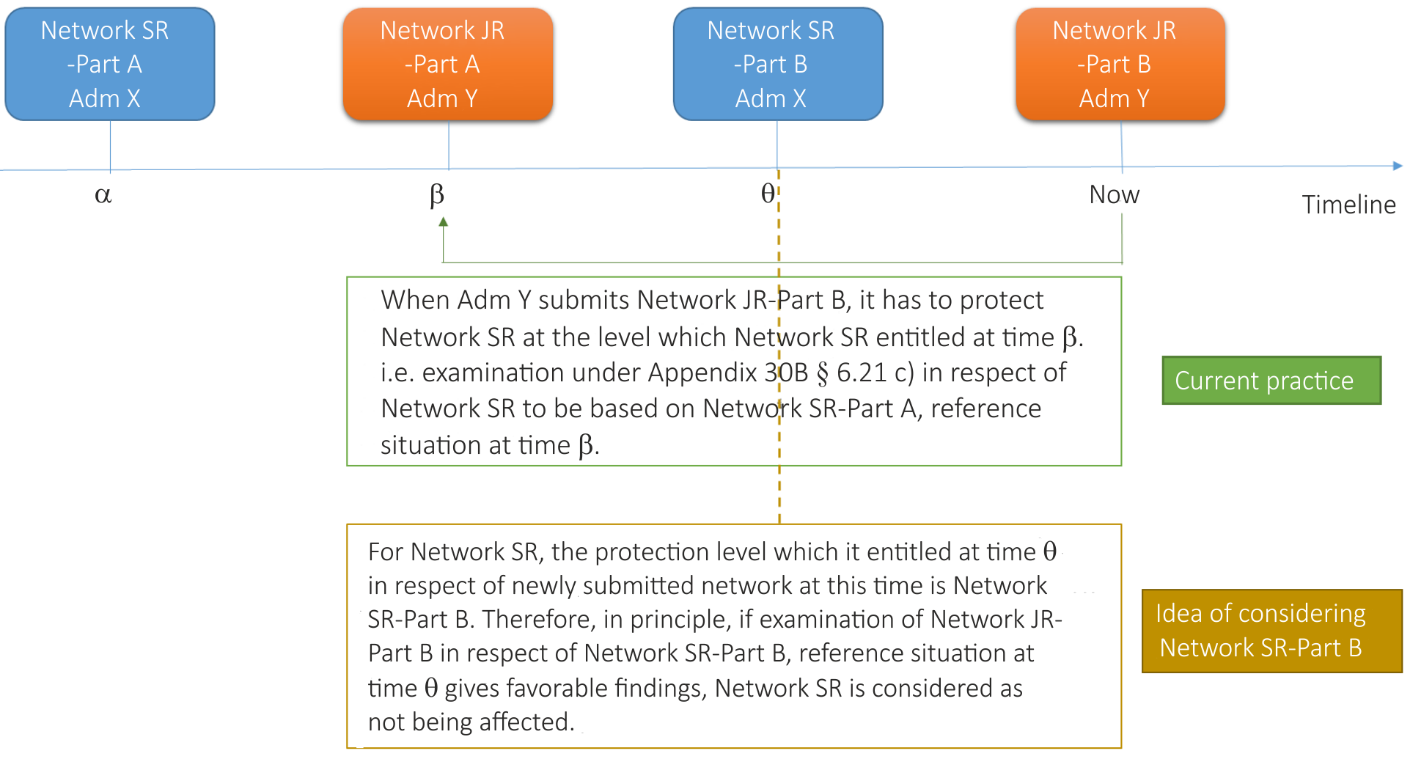 Network SR
-Part A
Adm X
Network JR
-Part A
Adm Y
Network SR
-Part B
Adm X
Network JR
-Part B
Adm Y
α
β
θ
Now
Timeline
When Adm Y submits Network JR-Part B, it has to protect
Network SR at the level which Network SR entitled at time β.
i.e. examination under Appendix 30B § 6.21 c) in respect of
Network SR to be based on Network SR-Part A, reference
situation at time β.
Current practice
For Network SR, the protection level which it entitled at time θ
in respect of newly submitted network at this time is Network
SR-Part B. Therefore, in principle, if examination of Network JR-
Part B in respect of Network SR-Part B, reference situation at
time θ gives favorable findings, Network SR is considered as
not being affected.
Idea of considering
Network SR-Part B